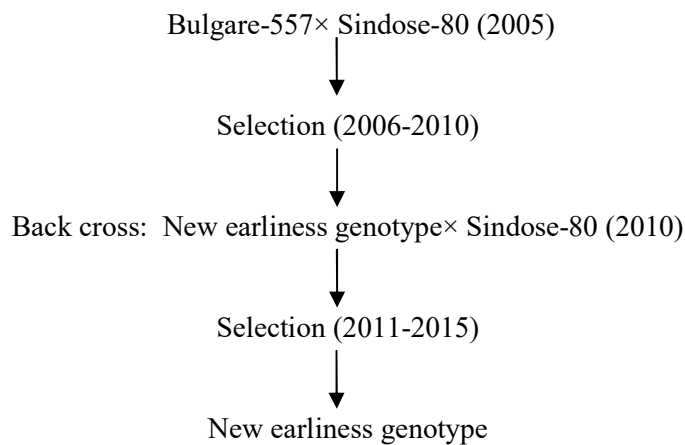 Bulgare-557× Sindose-80 (2005)
Selection (2006-2010)
Back cross: New earliness genotype× Sindose-80 (2010)
Selection (2011-2015)
New earliness genotype